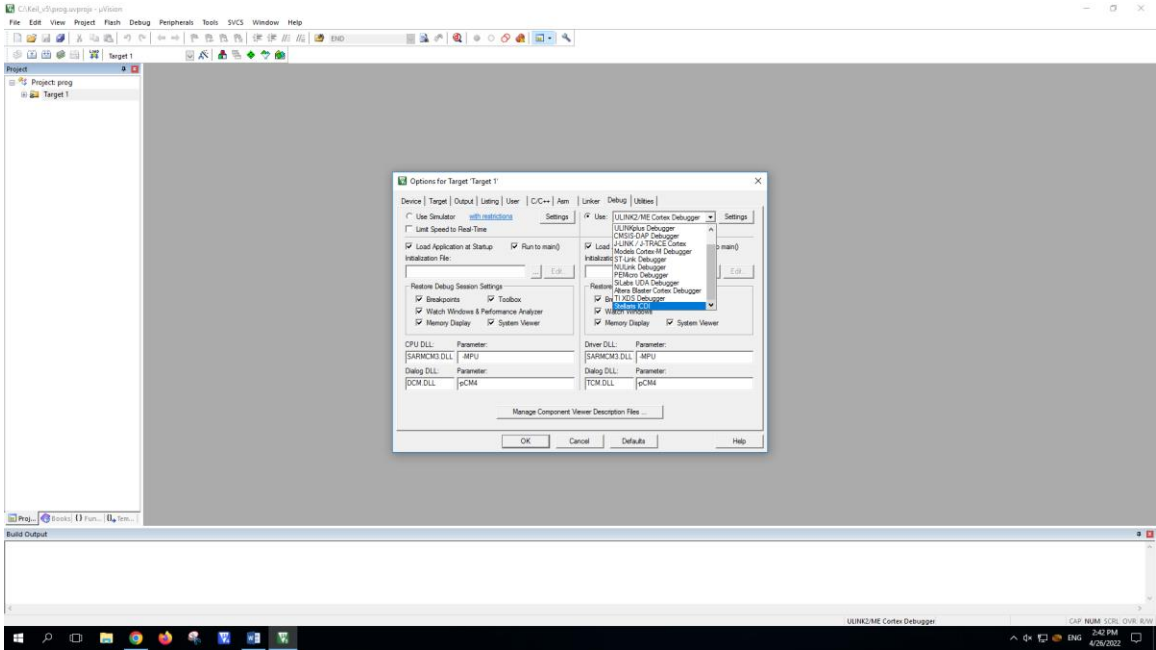 C:\Keil_v5\prog.uvprojx - µVision
File Edit View Project Flash Debug Peripherals Tools SVCS Window Help
END
Target 1
Project
Project: prog
Target 1
Options for Target 'Target 1'
Device Target Output Listing User C/C++ Asm Linker Debug Utilities
Use Simulator with restrictions Settings
Limit Speed to Real-Time
Load Application at Startup Run to main()
Initialization File:
... Edit...
Restore Debug Session Settings
Breakpoints Toolbox
Watch Windows & Performance Analyzer
Memory Display System Viewer
CPU DLL: Parameter:
SARMCM3.DLL -MPU
Dialog DLL: Parameter:
DCM.DLL -pCM4
Use: ULINK2/ME Cortex Debugger Settings
ULINKplus Debugger
CMSIS-DAP Debugger
J-LINK / J-TRACE Cortex
Models Cortex-M Debugger
ST-Link Debugger
NULink Debugger
PEMicro Debugger
SiLabs UDA Debugger
Altera Blaster Cortex Debugger
TI XDS Debugger
Stellaris ICDI
Load
Edit...
Restore
Watch Windows
Memory Display System Viewer
Driver DLL: Parameter:
SARMCM3.DLL -MPU
Dialog DLL: Parameter:
TCM.DLL -pCM4
Manage Component Viewer Description Files ...
OK Cancel Defaults Help
Proj... Books {} Fun... Tem...
Build Output
ULINK2/ME Cortex Debugger CAP NUM SCRL OVR R/W
ENG
2:42 PM
4/26/2022